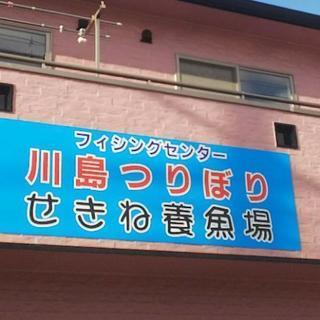 フィシングセンター
川島つりぼり
せきね養魚場